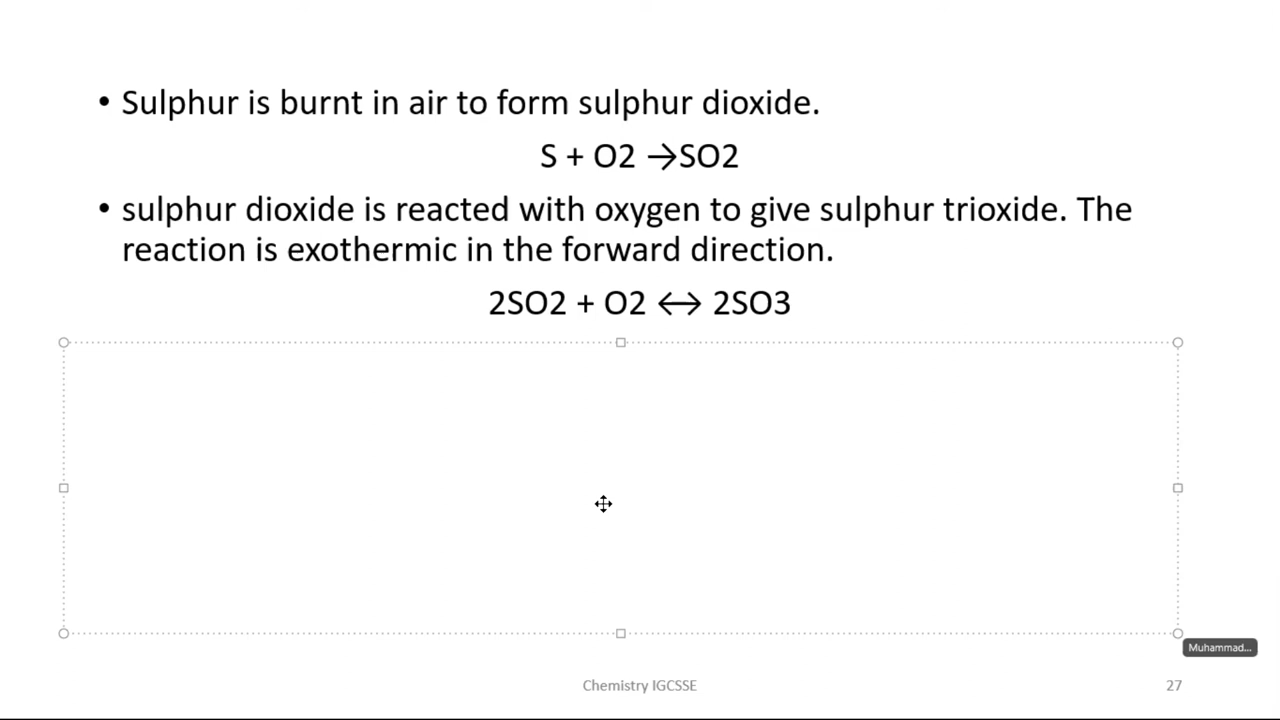 • Sulphur is burnt in air to form sulphur dioxide.
S + O2 →SO2
• sulphur dioxide is reacted with oxygen to give sulphur trioxide. The
reaction is exothermic in the forward direction.
2SO2 + O2 ↔ 2SO3
Muhammad...
Chemistry IGCSSE
27